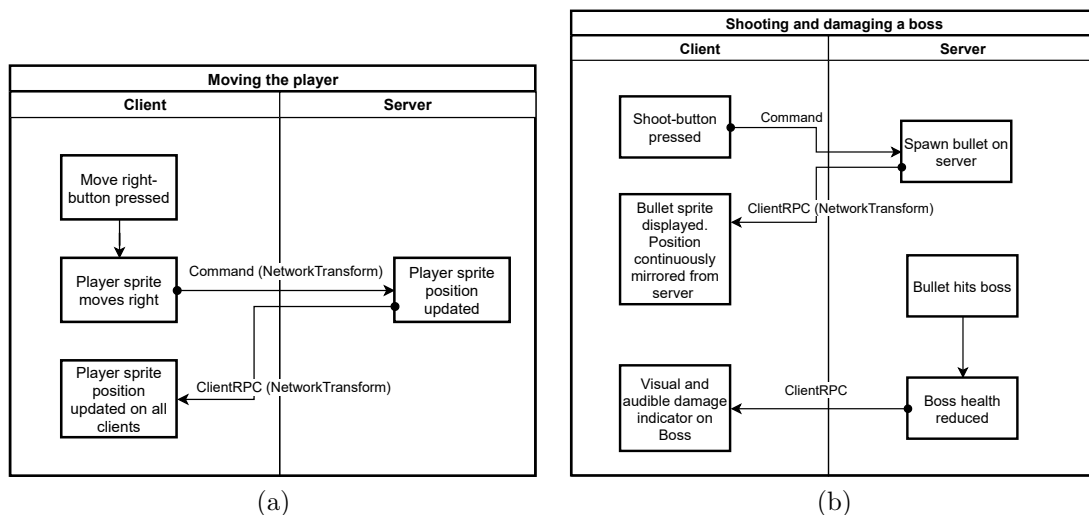 Moving the player
Client
Server
Move right-
button pressed
Player sprite
moves right
Command (NetworkTransform)
Player sprite
position
updated
ClientRPC (NetworkTransform)
Player sprite
position
updated on all
clients
(a)
Shooting and damaging a boss
Client
Server
Shoot-button
pressed
Command
Spawn bullet on
server
ClientRPC (NetworkTransform)
Bullet sprite
displayed.
Position
continuously
mirrored from
server
Bullet hits boss
Boss health
reduced
ClientRPC
Visual and
audible damage
indicator on
Boss
(b)